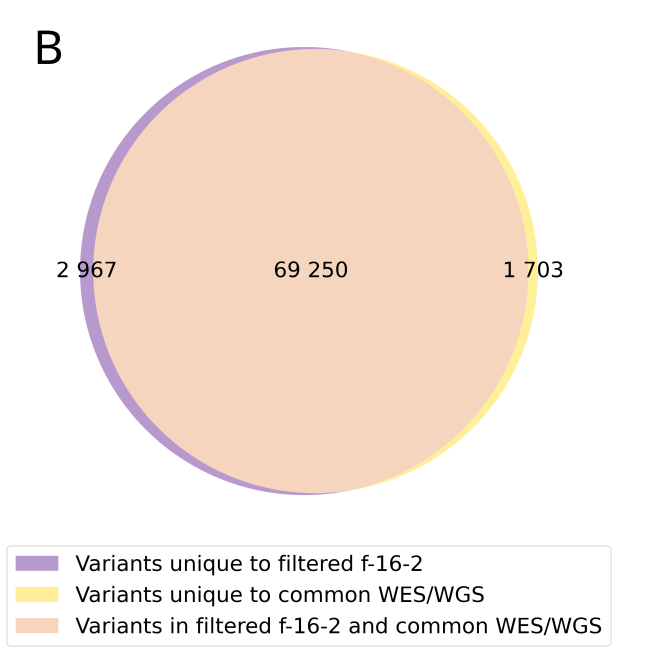 B
2 967
69 250
1 703
Variants unique to filtered f-16-2
Variants unique to common WES/WGS
Variants in filtered f-16-2 and common WES/WGS